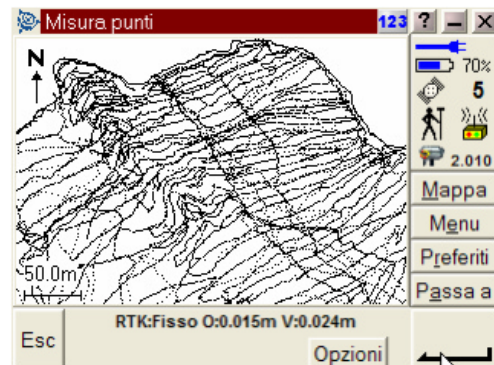 Misura punti 123 ? – ×
N
70%
5
2.010
Mappa
Menu
Preferiti
50.0m
Passa a
RTK:Fisso O:0.015m V:0.024m
Esc
Opzioni